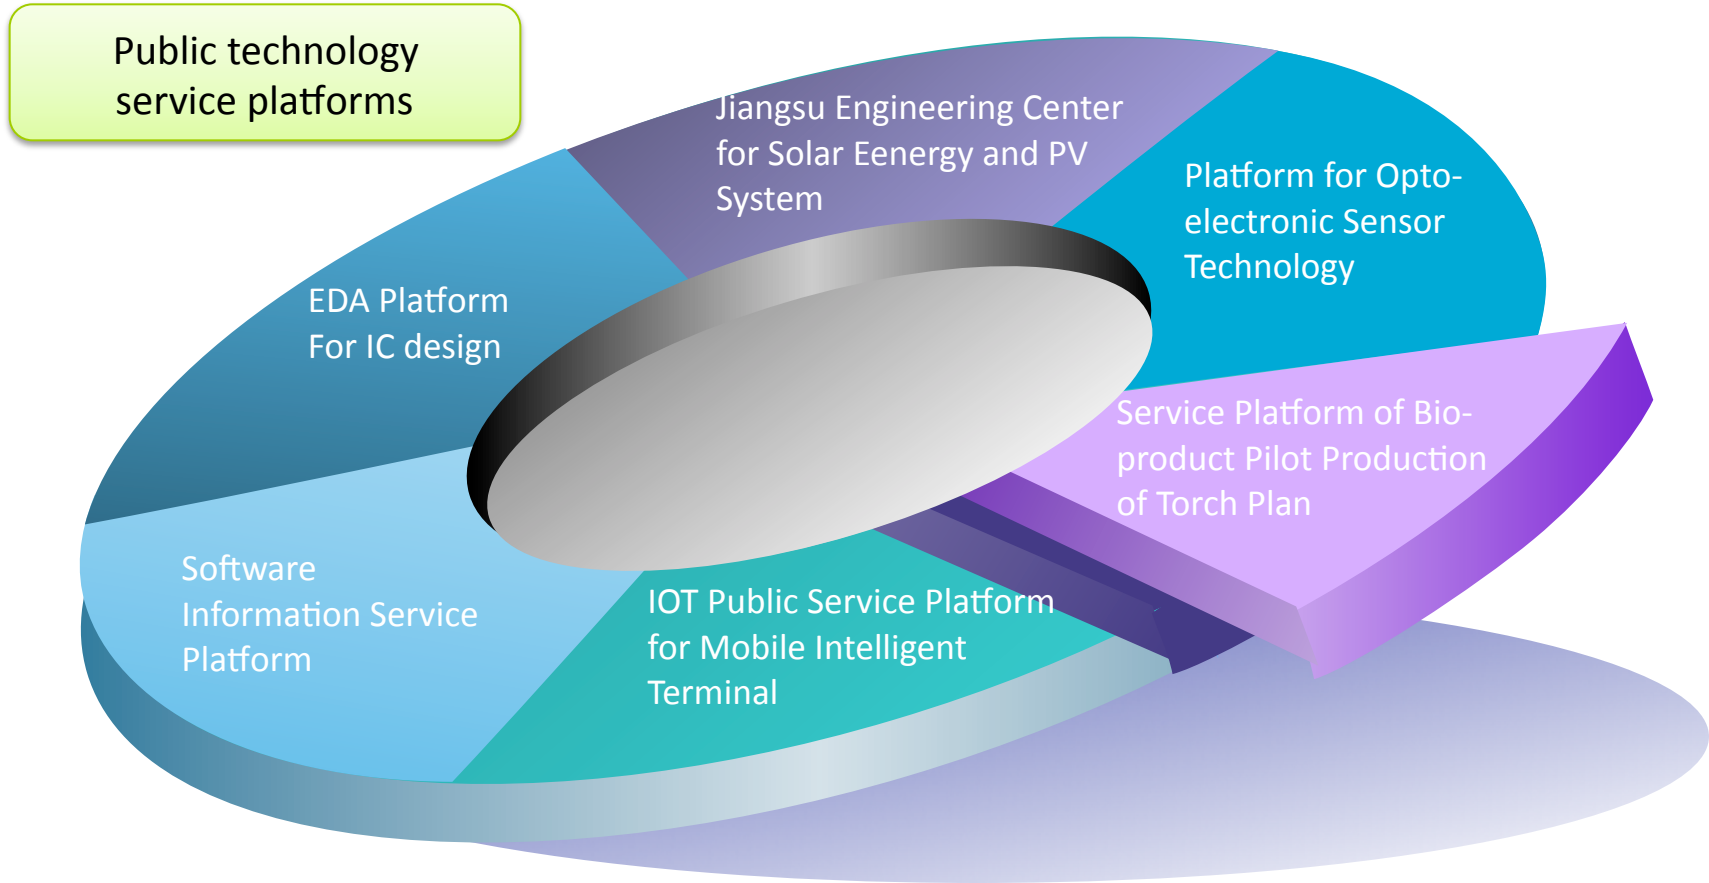 Public technology
service platforms
Jiangsu Engineering Center
for Solar Eenergy and PV
System
Platform for Opto-
electronic Sensor
Technology
EDA Platform
For IC design
Service Platform of Bio-
product Pilot Production
of Torch Plan
Software
Information Service
Platform
IOT Public Service Platform
for Mobile Intelligent
Terminal